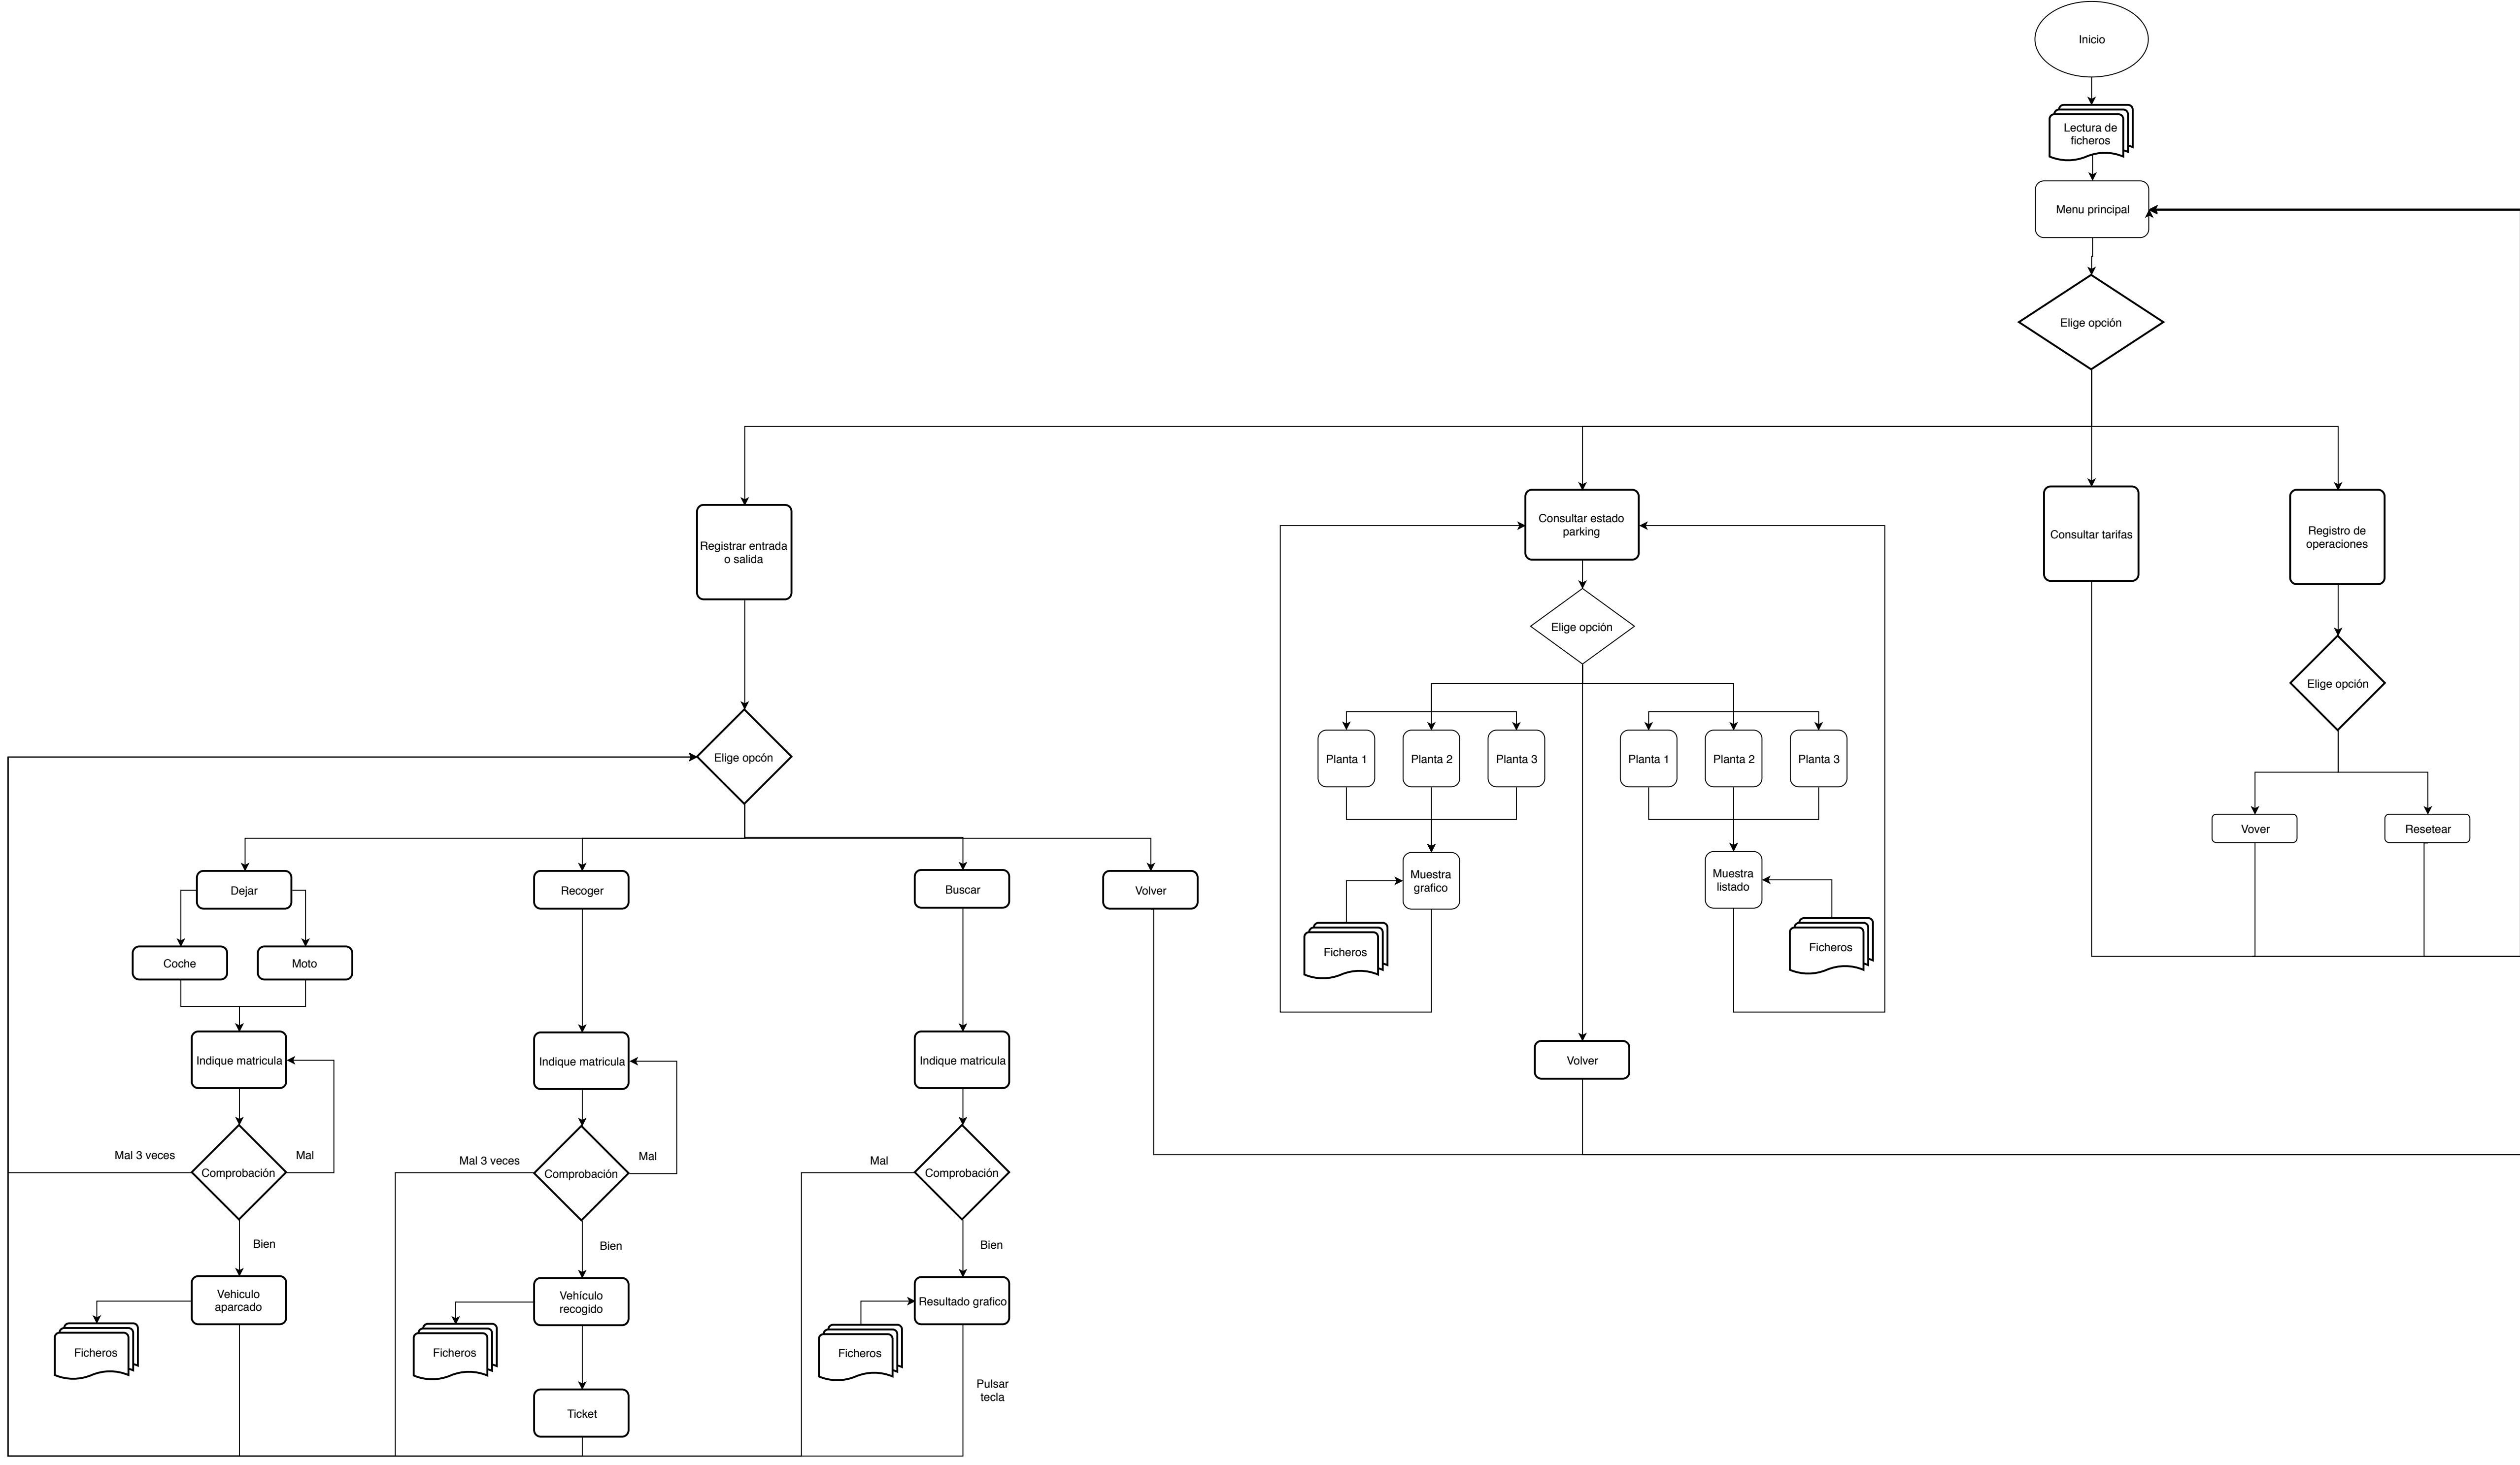 Inicio
Lectura de
ficheros
Menu principal
Elige opción
Registrar entrada
o salida
Consultar estado
parking
Consultar tarifas
Registro de
operaciones
Elige opción
Elige opción
Elige opcón
Planta 1
Planta 2
Planta 3
Planta 1
Planta 2
Planta 3
Vover
Resetear
Dejar
Recoger
Buscar
Volver
Muestra
grafico
Muestra
listado
Ficheros
Ficheros
Coche
Moto
Indique matricula
Indique matricula
Indique matricula
Volver
Mal 3 veces
Comprobación
Mal
Mal 3 veces
Comprobación
Mal
Mal
Comprobación
Bien
Bien
Bien
Vehiculo
aparcado
Vehículo
recogido
Resultado grafico
Ficheros
Ficheros
Ficheros
Pulsar
tecla
Ticket